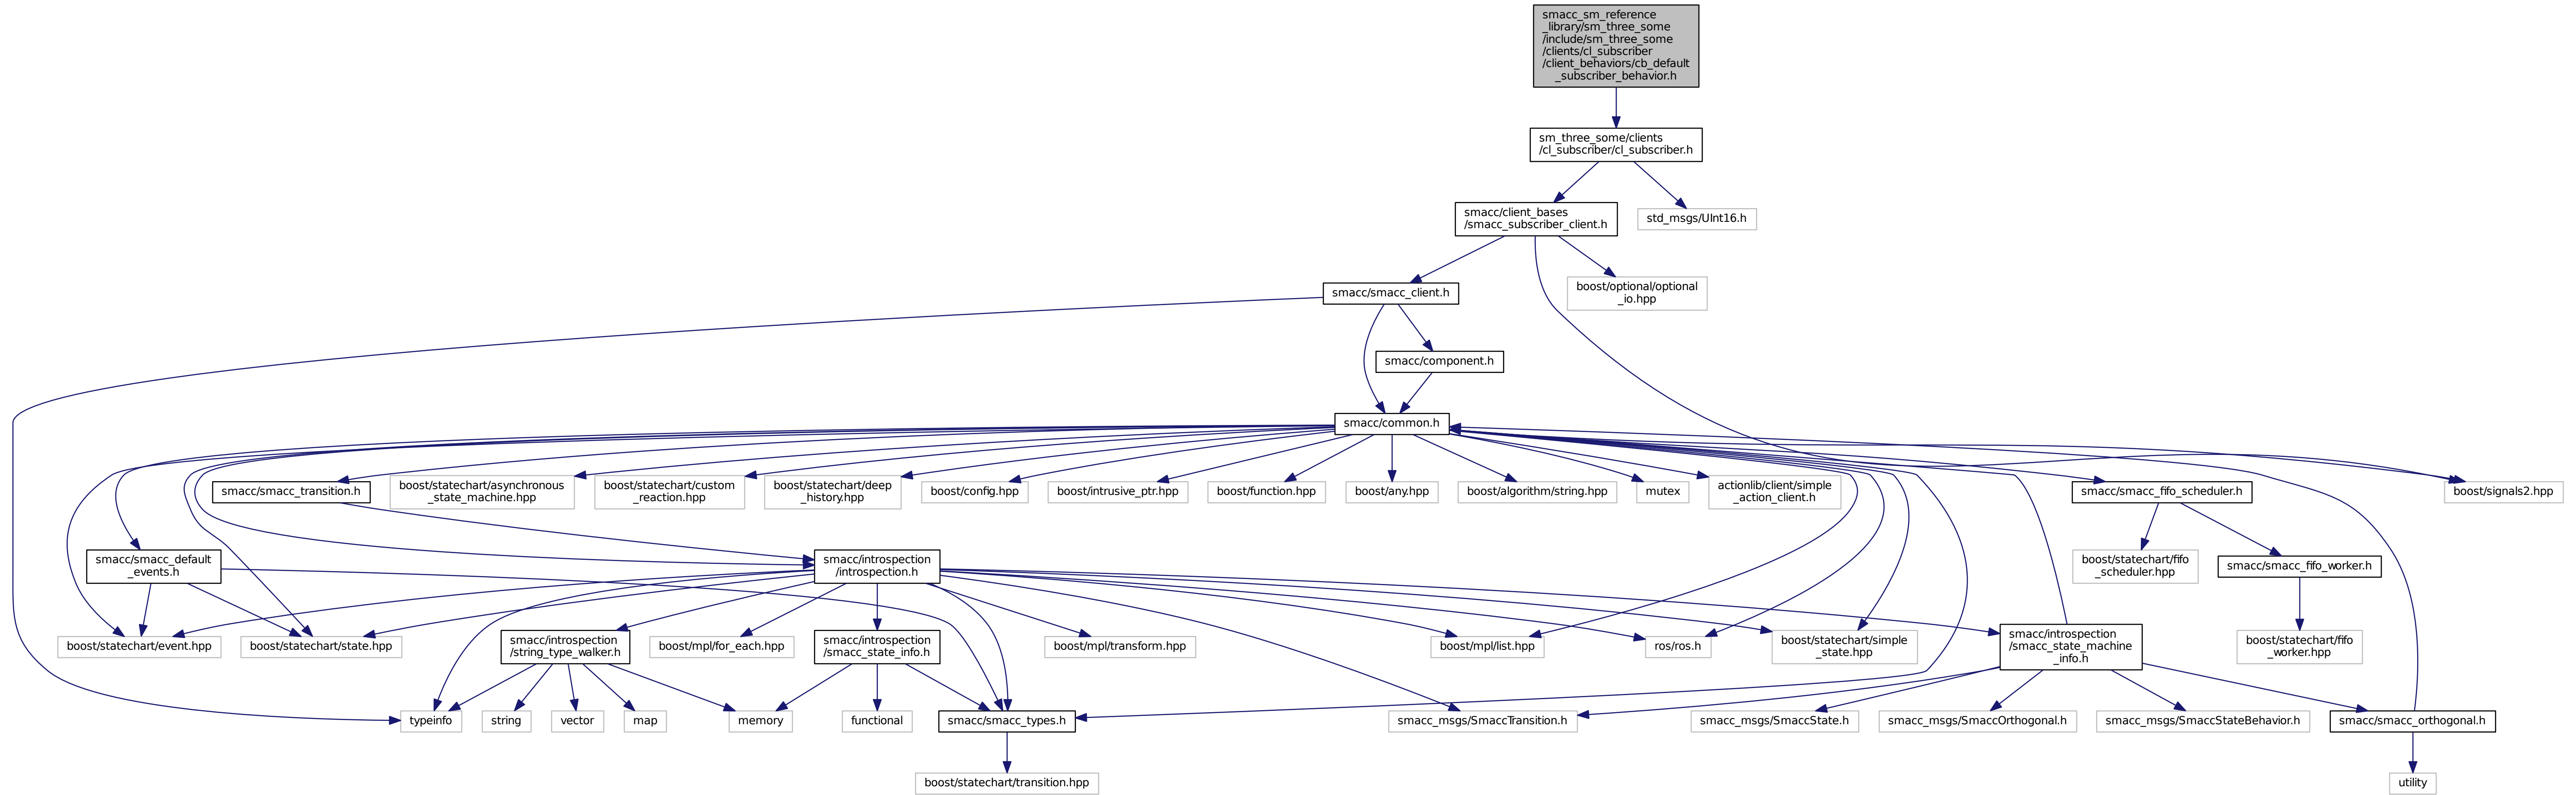 smacc_sm_reference
_library/sm_three_some
/include/sm_three_some
/clients/cl_subscriber
/client_behaviors/cb_default
_subscriber_behavior.h
sm_three_some/clients
/cl_subscriber/cl_subscriber.h
smacc/client_bases
/smacc_subscriber_client.h
std_msgs/UInt16.h
smacc/smacc_client.h
boost/optional/optional
_io.hpp
smacc/component.h
smacc/common.h
smacc/smacc_transition.h
boost/statechart/asynchronous
_state_machine.hpp
boost/statechart/custom
_reaction.hpp
boost/statechart/deep
_history.hpp
boost/config.hpp
boost/intrusive_ptr.hpp
boost/function.hpp
boost/any.hpp
boost/algorithm/string.hpp
mutex
actionlib/client/simple
_action_client.h
smacc/smacc_fifo_scheduler.h
boost/signals2.hpp
smacc/smacc_default
_events.h
smacc/introspection
/introspection.h
boost/statechart/fifo
_scheduler.hpp
smacc/smacc_fifo_worker.h
boost/statechart/event.hpp
boost/statechart/state.hpp
smacc/introspection
/string_type_walker.h
boost/mpl/for_each.hpp
smacc/introspection
/smacc_state_info.h
boost/mpl/transform.hpp
boost/mpl/list.hpp
ros/ros.h
boost/statechart/simple
_state.hpp
smacc/introspection
/smacc_state_machine
_info.h
boost/statechart/fifo
_worker.hpp
typeinfo
string
vector
map
memory
functional
smacc/smacc_types.h
smacc_msgs/SmaccTransition.h
smacc_msgs/SmaccState.h
smacc_msgs/SmaccOrthogonal.h
smacc_msgs/SmaccStateBehavior.h
smacc/smacc_orthogonal.h
boost/statechart/transition.hpp
utility